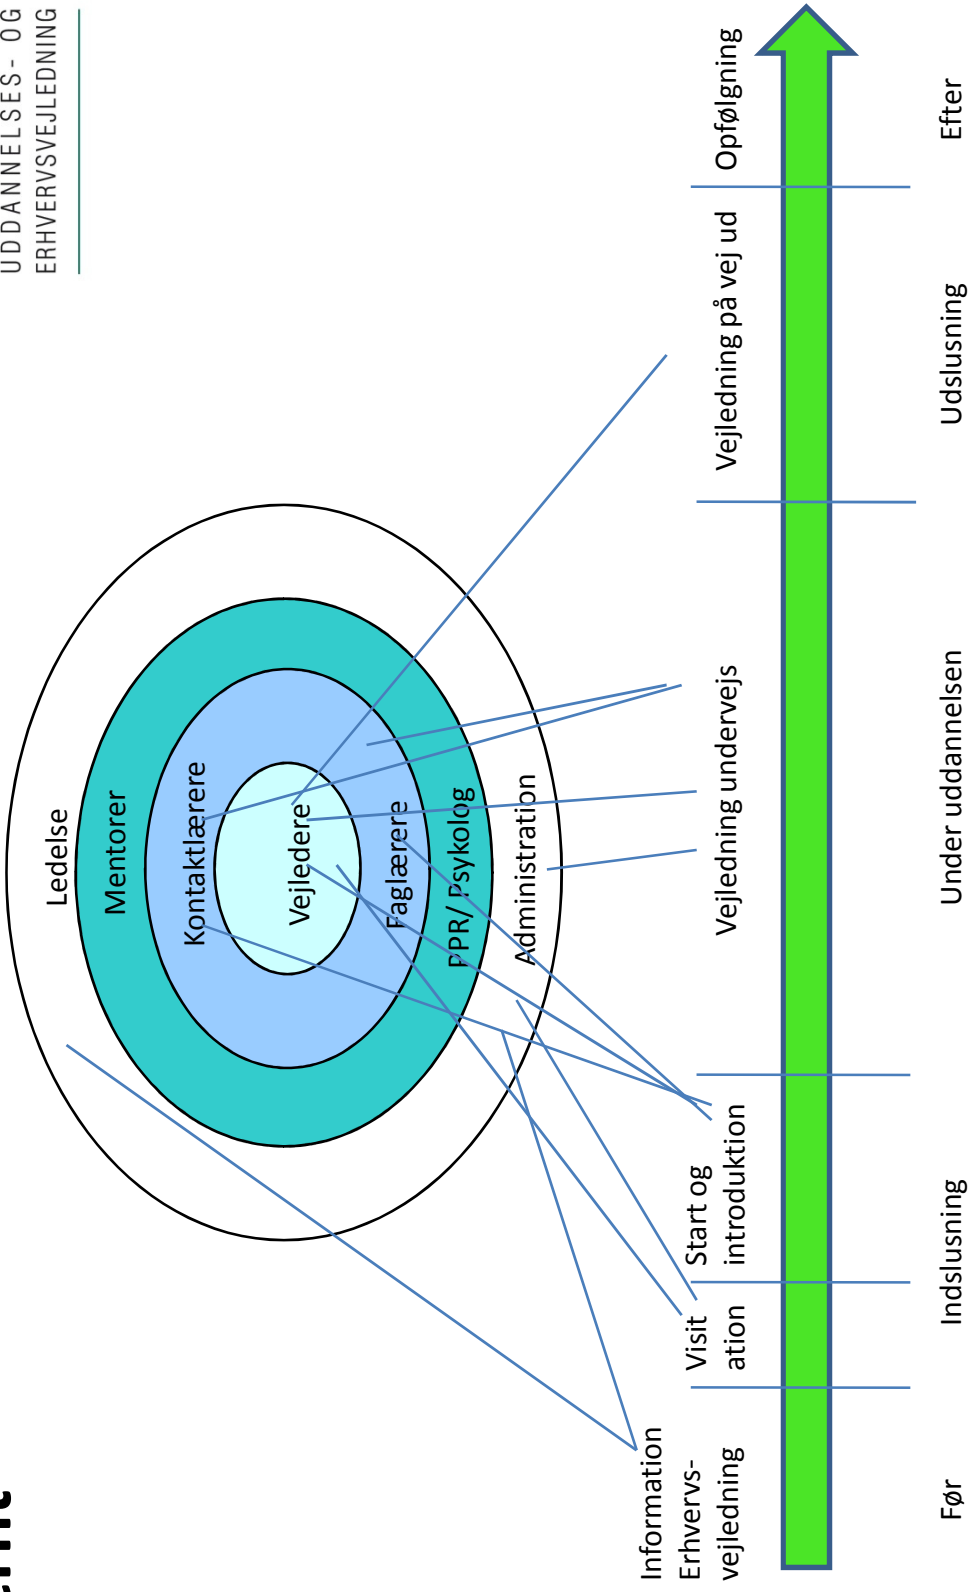 UDDANNELSES- OG
ERHVERVSVEJLEDNING
Ledelse
Mentorer
Kontaktlærere
Vejledere
Faglærere
PPR/ Psykolog
Administration
Information
Erhvervs-
vejledning
Visit
ation
Start og
introduktion
Vejledning undervejs
Vejledning på vej ud
Opfølgning
Før
Indslusning
Under uddannelsen
Udslusning
Efter